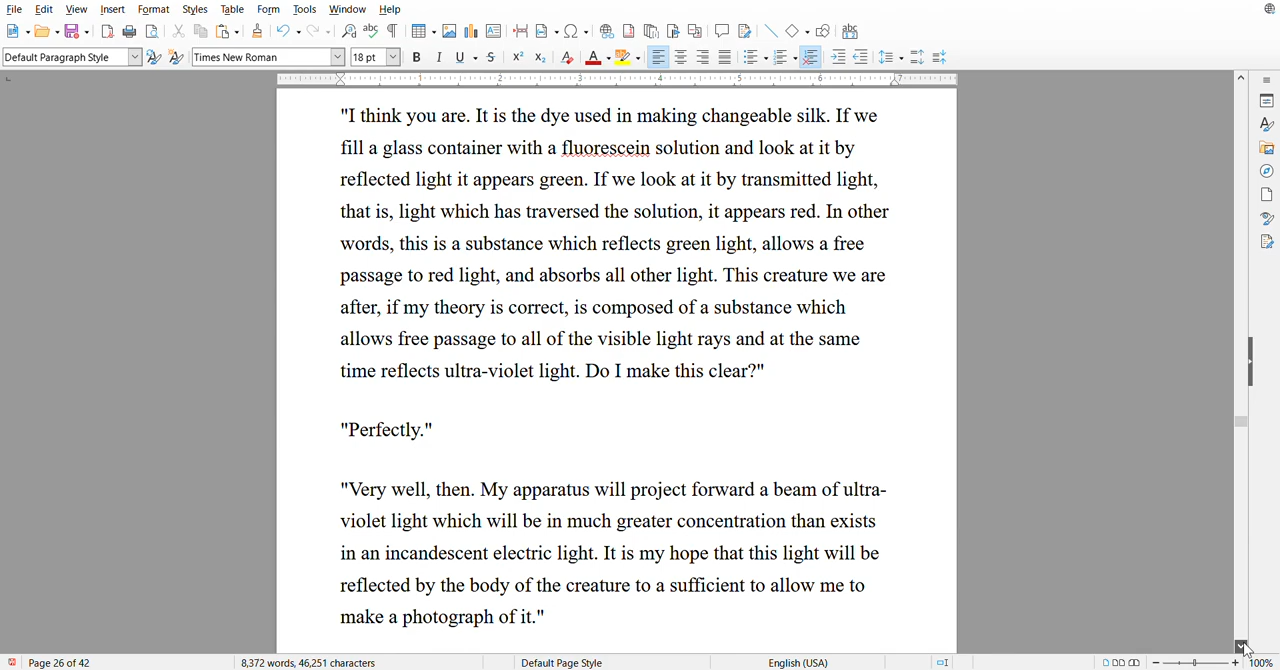 File Edit View Insert Format Styles Table Form Tools Window Help
Default Paragraph Style Times New Roman 18 pt
1 2 3 4 5 6 7
"I think you are. It is the dye used in making changeable silk. If we
fill a glass container with a fluorescein solution and look at it by
reflected light it appears green. If we look at it by transmitted light,
that is, light which has traversed the solution, it appears red. In other
words, this is a substance which reflects green light, allows a free
passage to red light, and absorbs all other light. This creature we are
after, if my theory is correct, is composed of a substance which
allows free passage to all of the visible light rays and at the same
time reflects ultra-violet light. Do I make this clear?"
"Perfectly."
"Very well, then. My apparatus will project forward a beam of ultra-
violet light which will be in much greater concentration than exists
in an incandescent electric light. It is my hope that this light will be
reflected by the body of the creature to a sufficient to allow me to
make a photograph of it."
Page 26 of 42 8,372 words, 46,251 characters Default Page Style English (USA) 100%